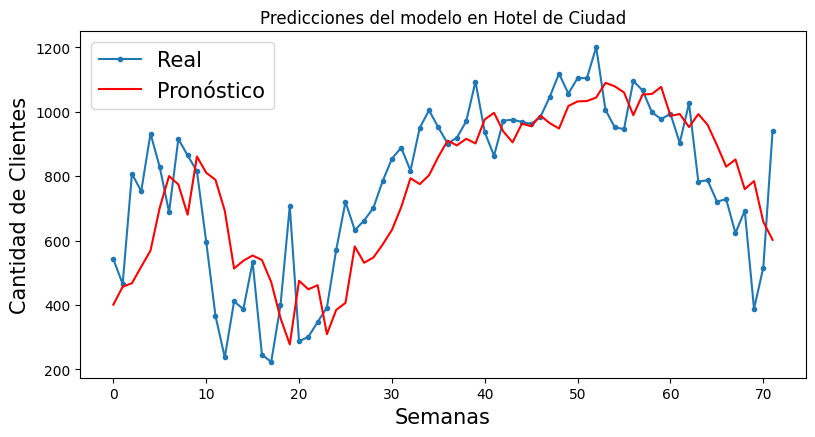 Predicciones del modelo en Hotel de Ciudad
Real
Pronóstico
Cantidad de Clientes
1200
1000
800
600
400
200
0 10 20 30 40 50 60 70
Semanas